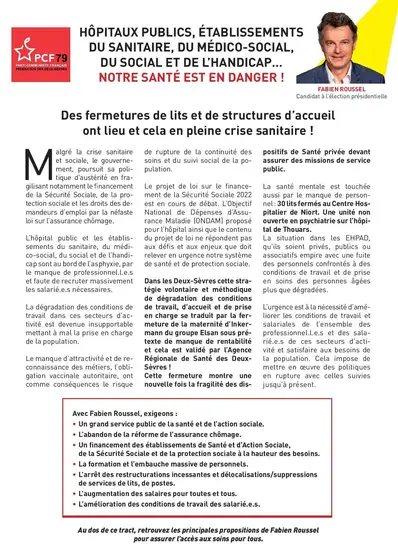 PCF79
PARTI COMMUNISTE FRANÇAIS
FÉDÉRATION DES DEUX-SÈVRES
HÔPITAUX PUBLICS, ÉTABLISSEMENTS
DU SANITAIRE, DU MÉDICO-SOCIAL,
DU SOCIAL ET DE L'HANDICAP...
NOTRE SANTÉ EST EN DANGER !
FABIEN ROUSSEL
Candidat à l'élection présidentielle
Des fermetures de lits et de structures d'accueil
ont lieu et cela en pleine crise sanitaire !
Malgré la crise sanitaire
et sociale, le gouverne-
ment, poursuit sa po-
litique d'austérité en fra-
gilisant notamment le financement
de la Sécurité Sociale, de la pro-
tection sociale et les droits des de-
mandeurs d'emploi par la néfaste
loi sur l'assurance chômage.
L'hôpital public et les établis-
sements du sanitaire, du médi-
co-social, du social et de l'handi-
cap sont au bord de l'asphyxie, par
le manque de professionnel.l.e.s
et faute de recruter massivement
les salarié.e.s nécessaires.
La dégradation des conditions de
travail dans ces secteurs d'ac-
tivité est devenue insupportable
mettant à mal la prise en charge
de la population.
Le manque d'attractivité et de re-
connaissance des métiers, l'obli-
gation vaccinale autoritaire, ont
comme conséquences le risque
de rupture de la continuité des
soins et du suivi social de la po-
pulation.
Le projet de loi sur le finance-
ment de la Sécurité Sociale 2022
est en cours de débat. L'Objectif
National de Dépenses d'Assu-
rance Maladie (ONDAM) proposé
pour l'hôpital ainsi que le contenu
du projet de loi ne répondent pas
aux défis et aux enjeux que doit
relever en urgence notre système
de santé et de protection sociale.
Dans les Deux-Sèvres cette stra-
tégie volontaire et méthodique
de dégradation des conditions
de travail, d'accueil et de prise
en charge se traduit par la fer-
meture de la maternité d'Inker-
mann du groupe Elsan sous pré-
texte de manque de rentabilité
et cela est validé par l'Agence
Régionale de Santé des Deux-
Sèvres !
Cette fermeture montre une
nouvelle fois la fragilité des dis-
positifs de Santé privée devant
assurer des missions de service
public.
La santé mentale est touchée
aussi par le manque de person-
nel : 30 lits fermés au Centre Hos-
pitalier de Niort. Une unité non
ouverte en psychiatrie sur l'hôpi-
tal de Thouars.
La situation dans les EHPAD,
qu'ils soient privés, publics ou
associatifs empire avec une fuite
des personnels confrontés à des
conditions de travail et de prise
en soins des personnes âgées
plus que dégradées.
L'urgence est à la nécessité d'amé-
liorer les conditions de travail et
salariales de l'ensemble des
professionnel.l.e.s et des sala-
rié.e.s de ces secteurs d'acti-
vité et satisfaire aux besoins de
la population. Cela impose de
mettre en œuvre des politiques
en rupture avec celles suivies
jusqu'à présent.
Avec Fabien Roussel, exigeons :
• Un grand service public de la santé et de l'action sociale.
• L'abandon de la réforme de l'assurance chômage.
• Un financement des établissements de Santé et d'Action Sociale,
de la Sécurité Sociale et de la protection sociale à la hauteur des besoins.
• La formation et l'embauche massive de personnels.
• L'arrêt des restructurations incessantes et délocalisations/suppressions
de services de lits, de postes.
• L'augmentation des salaires pour toutes et tous.
• L'amélioration des conditions de travail des salarié.e.s.
Au dos de ce tract, retrouvez les principales propositions de Fabien Roussel
pour assurer l'accès aux soins pour tous.